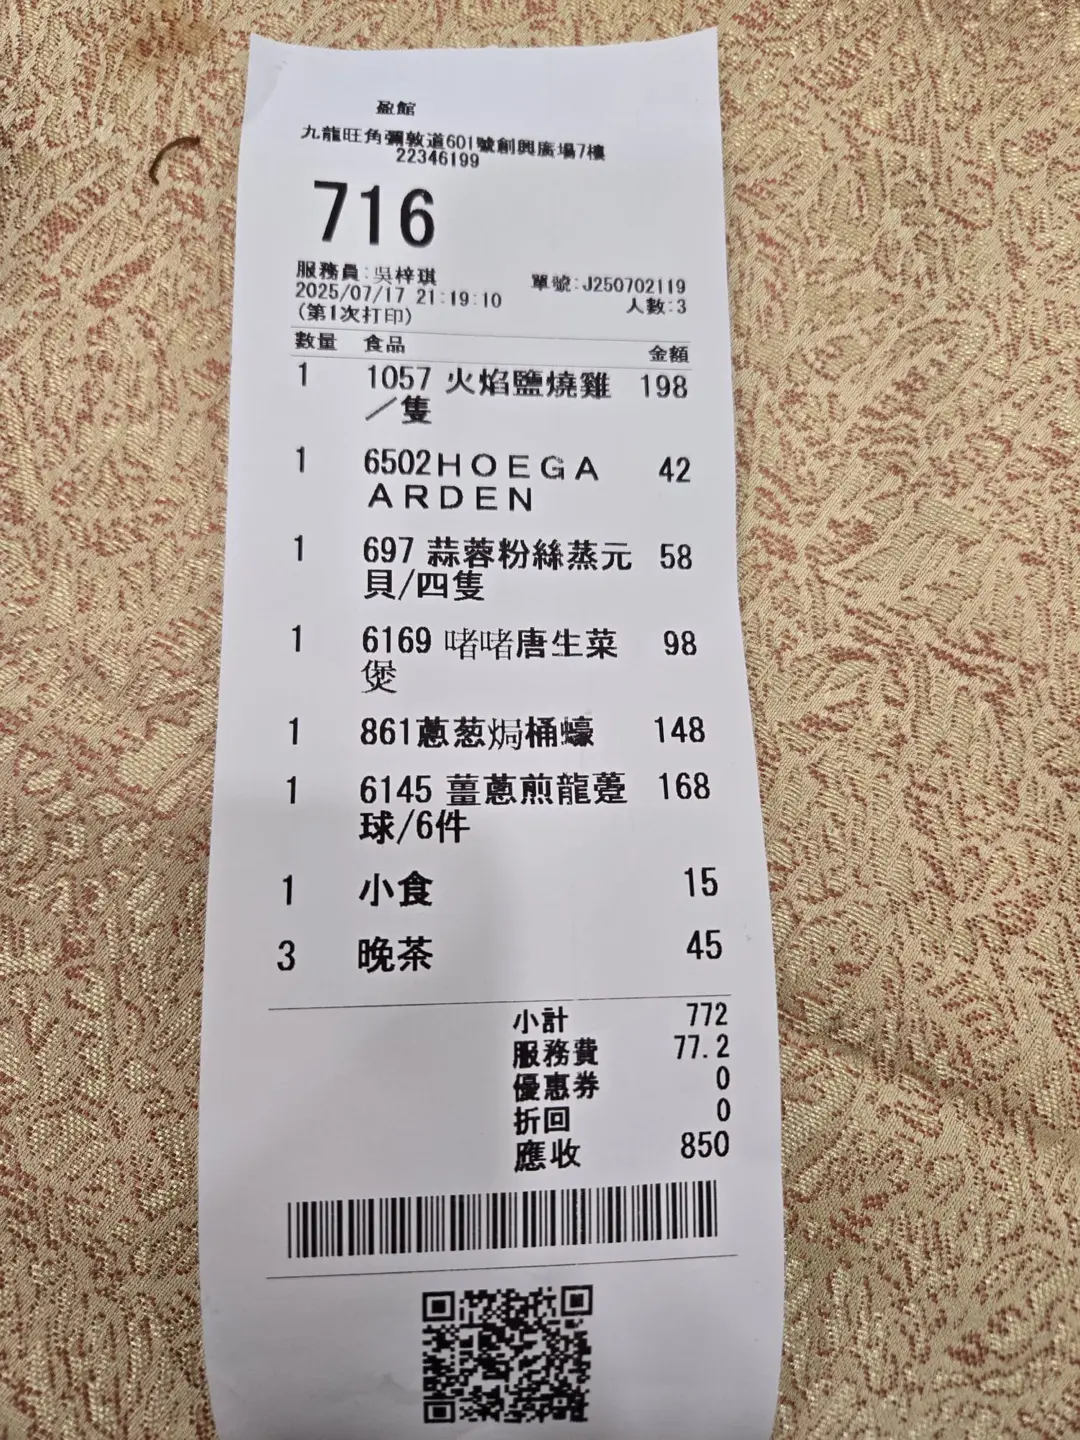 盈館
九龍旺角彌敦道601號創興廣場7樓
22346199
716
服務員:吳梓琪 單號:J250702119
2025/07/17 21:19:10 人數:3
(第1次打印)
數量 食品 金額
1 1057 火焰鹽燒雞 198
／隻
1 6502ＨＯＥＧＡ 42
ＡＲＤＥＮ
1 697 蒜蓉粉絲蒸元 58
貝/四隻
1 6169 啫啫唐生菜 98
煲
1 861蔥葱焗桶蠔 148
1 6145 薑蔥煎龍躉 168
球/6件
1 小食 15
3 晚茶 45
小計 772
服務費 77.2
優惠券 0
折回 0
應收 850